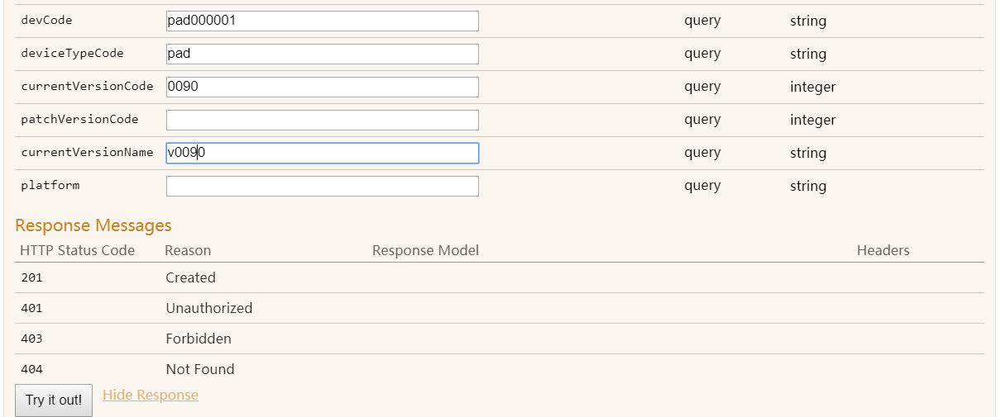 devCode pad000001 query string
deviceTypeCode pad query string
currentVersionCode 0090 query integer
patchVersionCode query integer
currentVersionName v0090 query string
platform query string
Response Messages
HTTP Status Code Reason Response Model Headers
201 Created
401 Unauthorized
403 Forbidden
404 Not Found
Try it out! Hide Response